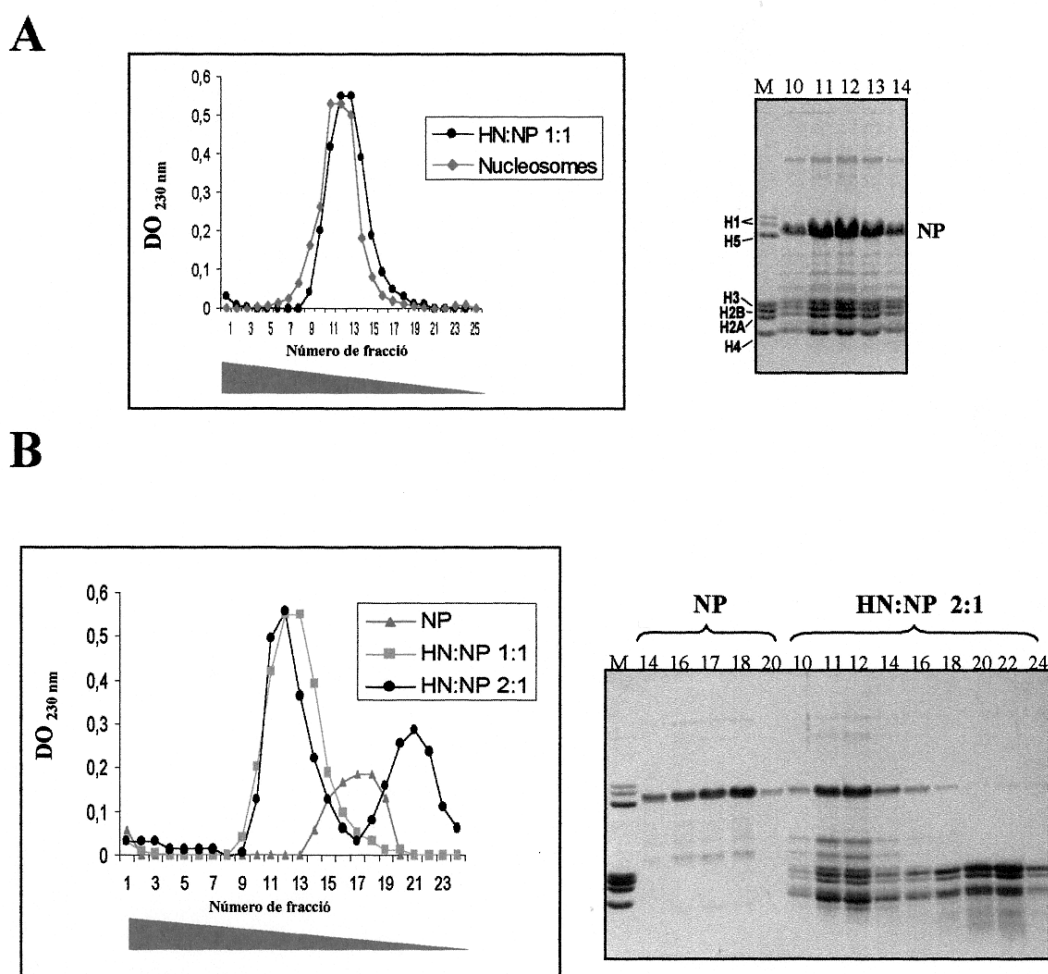 A
0,6
0,5
0,4
0,3
0,2
0,1
0
DO 230 nm
HN:NP 1:1
Nucleosomes
1 3 5 7 9 11 13 15 17 19 21 23 25
Número de fracció
M 10 11 12 13 14
H1
H5
H3
H2B
H2A
H4
NP
B
0,6
0,5
0,4
0,3
0,2
0,1
0
DO 230 nm
NP
HN:NP 1:1
HN:NP 2:1
1 3 5 7 9 11 13 15 17 19 21 23
Número de fracció
NP HN:NP 2:1
M 14 16 17 18 20 10 11 12 14 16 18 20 22 24